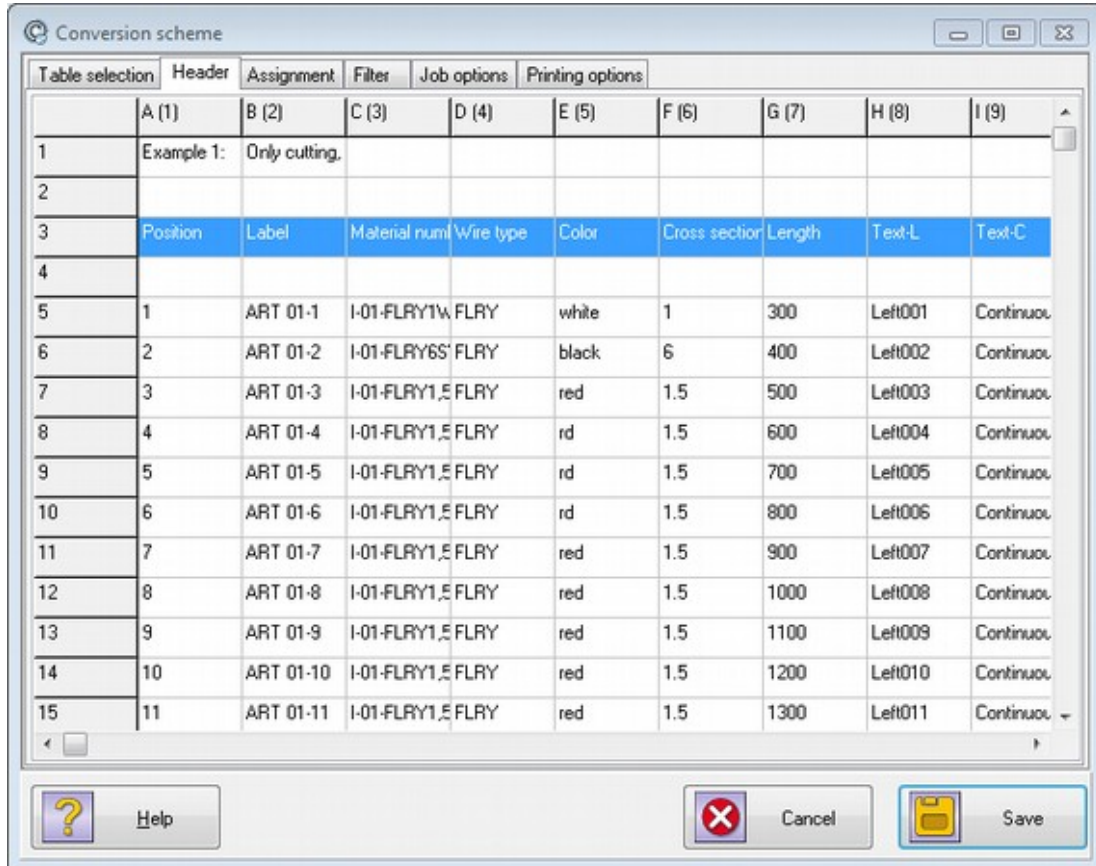 Conversion scheme
Table selection Header Assignment Filter Job options Printing options
A (1) B (2) C (3) D (4) E (5) F (6) G (7) H (8) I (9)
1 Example 1: Only cutting,
2
3 Position Label Material numl Wire type Color Cross section Length Text-L Text-C
4
5 1 ART 01-1 I-01-FLRY1W FLRY white 1 300 Left001 Continuou
6 2 ART 01-2 I-01-FLRY6S FLRY black 6 400 Left002 Continuou
7 3 ART 01-3 I-01-FLRY1,5 FLRY red 1.5 500 Left003 Continuou
8 4 ART 01-4 I-01-FLRY1,5 FLRY rd 1.5 600 Left004 Continuou
9 5 ART 01-5 I-01-FLRY1,5 FLRY rd 1.5 700 Left005 Continuou
10 6 ART 01-6 I-01-FLRY1,5 FLRY rd 1.5 800 Left006 Continuou
11 7 ART 01-7 I-01-FLRY1,5 FLRY red 1.5 900 Left007 Continuou
12 8 ART 01-8 I-01-FLRY1,5 FLRY red 1.5 1000 Left008 Continuou
13 9 ART 01-9 I-01-FLRY1,5 FLRY red 1.5 1100 Left009 Continuou
14 10 ART 01-10 I-01-FLRY1,5 FLRY red 1.5 1200 Left010 Continuou
15 11 ART 01-11 I-01-FLRY1,5 FLRY red 1.5 1300 Left011 Continuou
Help Cancel Save